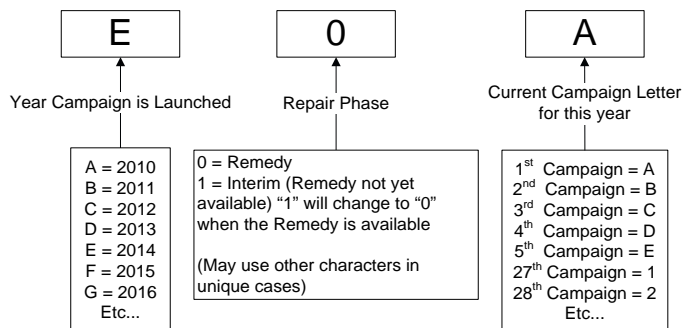 E 0 A
Year Campaign is Launched
Repair Phase
Current Campaign Letter
for this year
A = 2010
B = 2011
C = 2012
D = 2013
E = 2014
F = 2015
G = 2016
Etc...
0 = Remedy
1 = Interim (Remedy not yet
available) “1” will change to “0”
when the Remedy is available
(May use other characters in
unique cases)
1st Campaign = A
2nd Campaign = B
3rd Campaign = C
4th Campaign = D
5th Campaign = E
27th Campaign = 1
28th Campaign = 2
Etc...